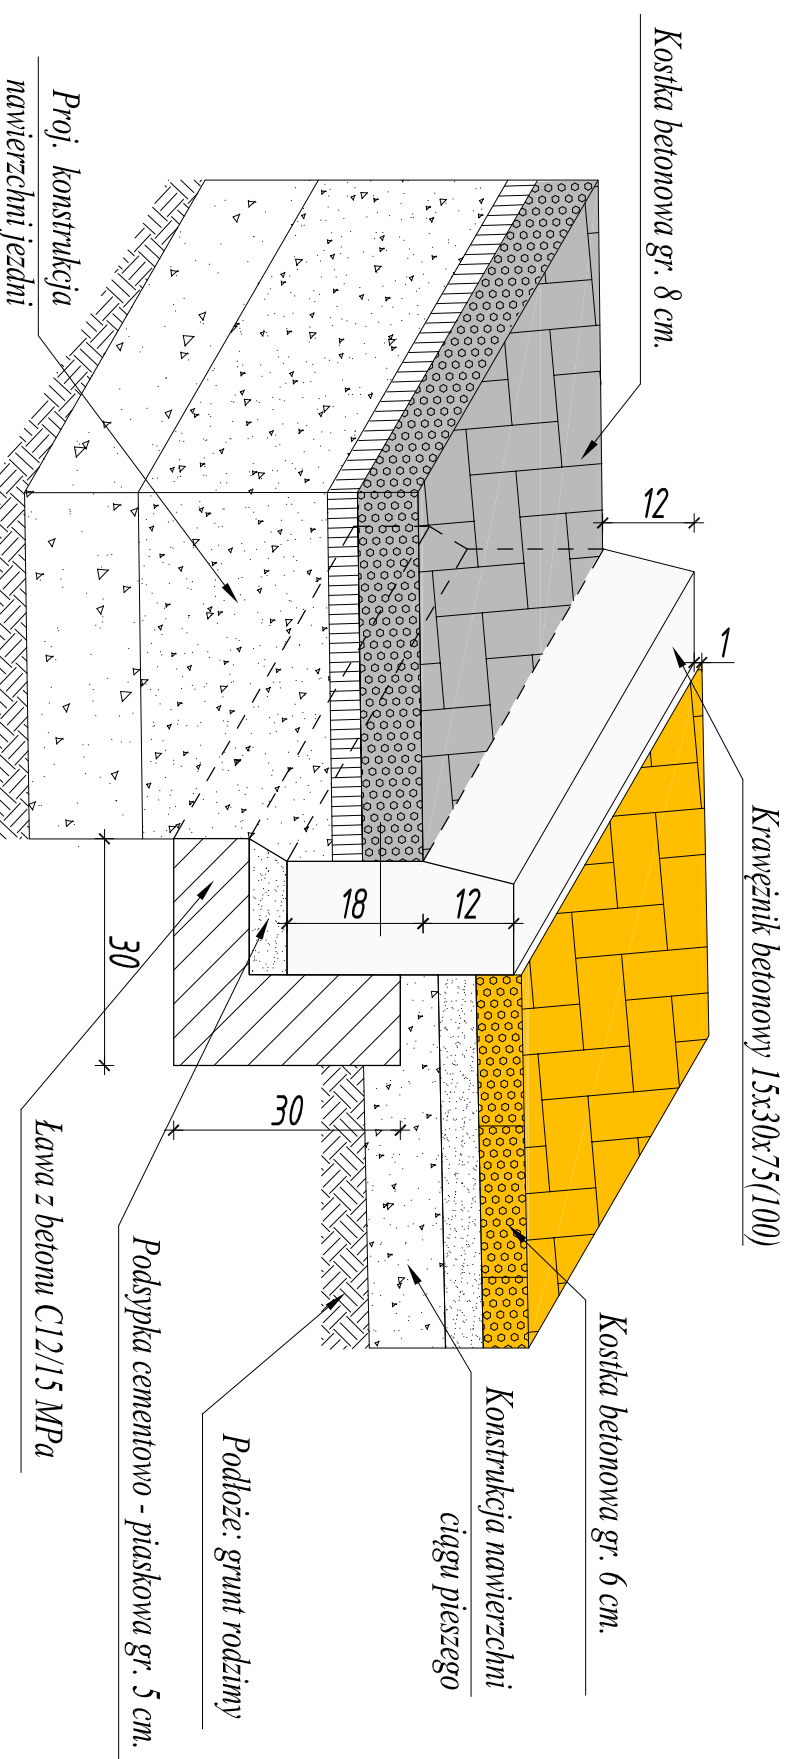 Kostka betonowa gr. 8 cm.
12
1
Krawężnik betonowy 15x30x75(100)
Kostka betonowa gr. 6 cm.
Konstrukcja nawierzchni
ciągu pieszego
18
12
30
30
Proj. konstrukcja
nawierzchni jezdni
Podłoże: grunt rodzimy
Podsypka cementowo - piaskowa gr. 5 cm.
Ława z betonu C12/15 MPa